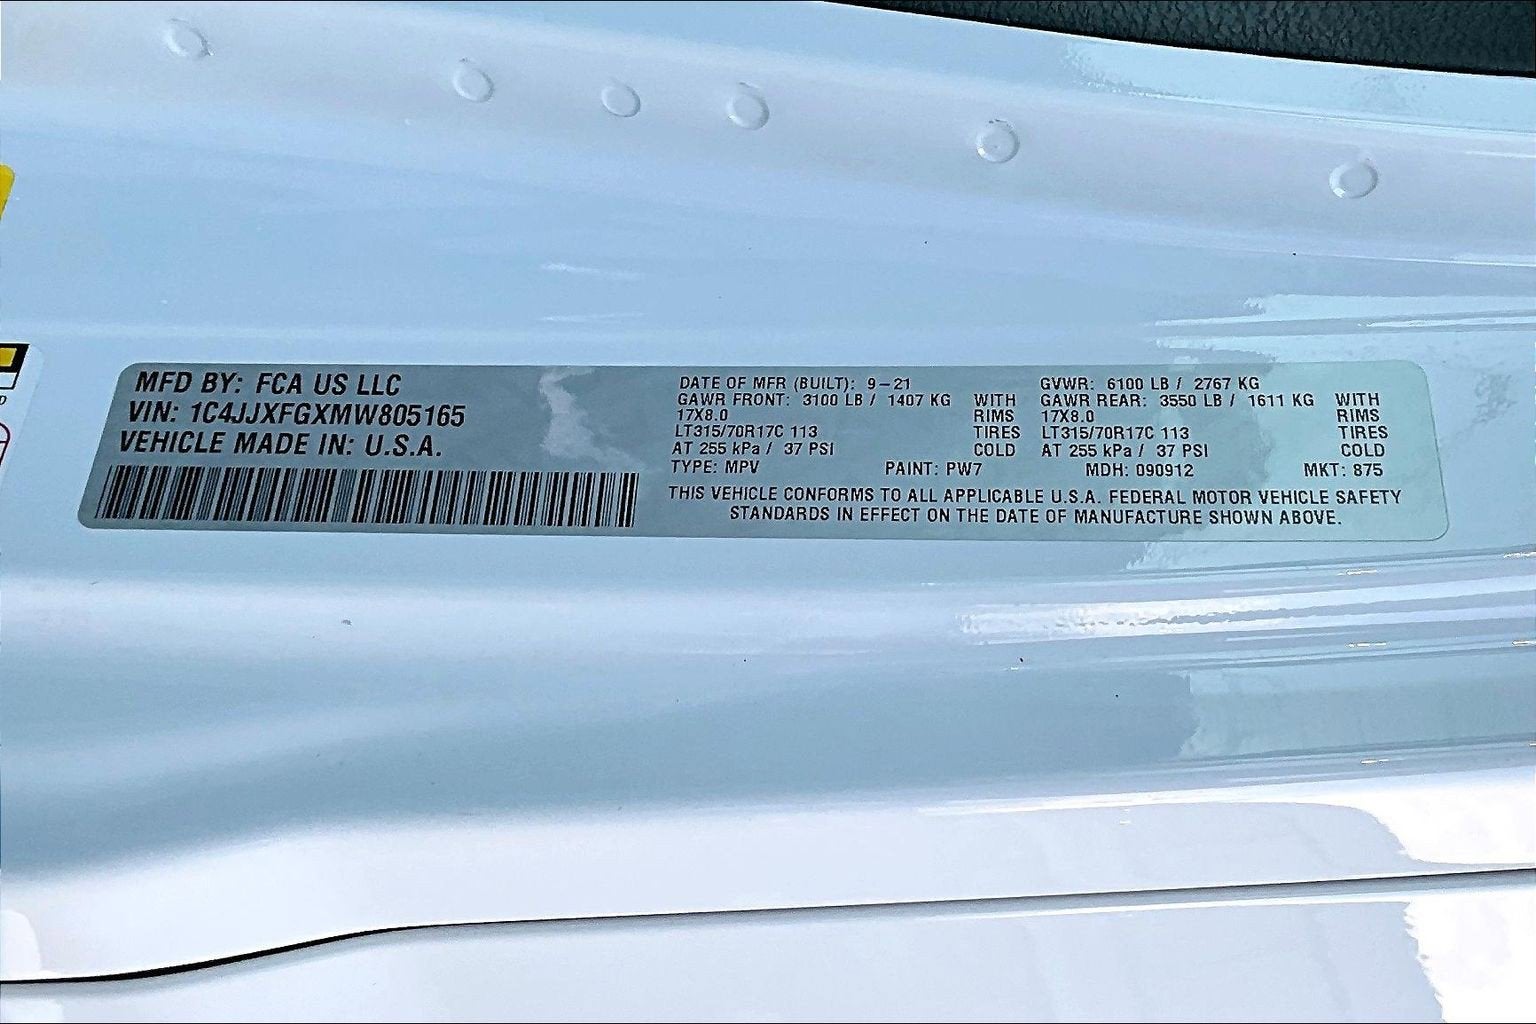 MFD BY: FCA US LLC
VIN: 1C4JJXFGXMW805165
VEHICLE MADE IN: U.S.A.
DATE OF MFR (BUILT): 9-21 GVWR: 6100 LB / 2767 KG
GAWR FRONT: 3100 LB / 1407 KG WITH GAWR REAR: 3550 LB / 1611 KG WITH
17X8.0 RIMS 17X8.0 RIMS
LT315/70R17C 113 TIRES LT315/70R17C 113 TIRES
AT 255 kPa / 37 PSI COLD AT 255 kPa / 37 PSI COLD
TYPE: MPV PAINT: PW7 MDH: 090912 MKT: 875
THIS VEHICLE CONFORMS TO ALL APPLICABLE U.S.A. FEDERAL MOTOR VEHICLE SAFETY
STANDARDS IN EFFECT ON THE DATE OF MANUFACTURE SHOWN ABOVE.